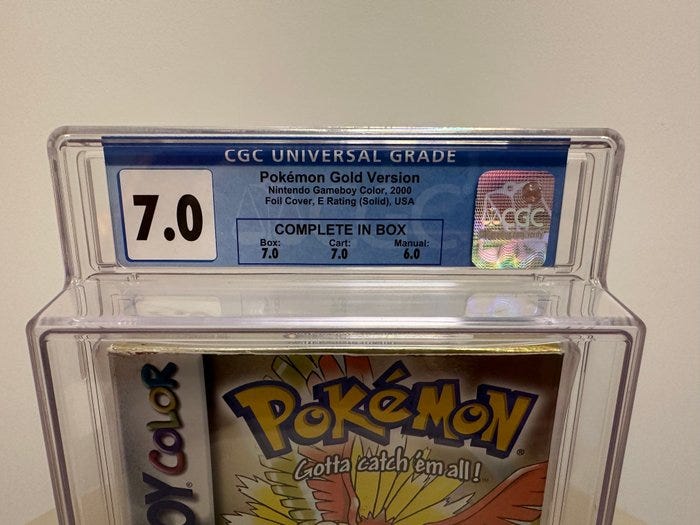 CGC UNIVERSAL GRADE
7.0
Pokémon Gold Version
Nintendo Gameboy Color, 2000
Foil Cover, E Rating (Solid), USA
COMPLETE IN BOX
Box: Cart: Manual:
7.0 7.0 6.0
CGC
OY COLOR
POKéMON
Gotta catch 'em all!